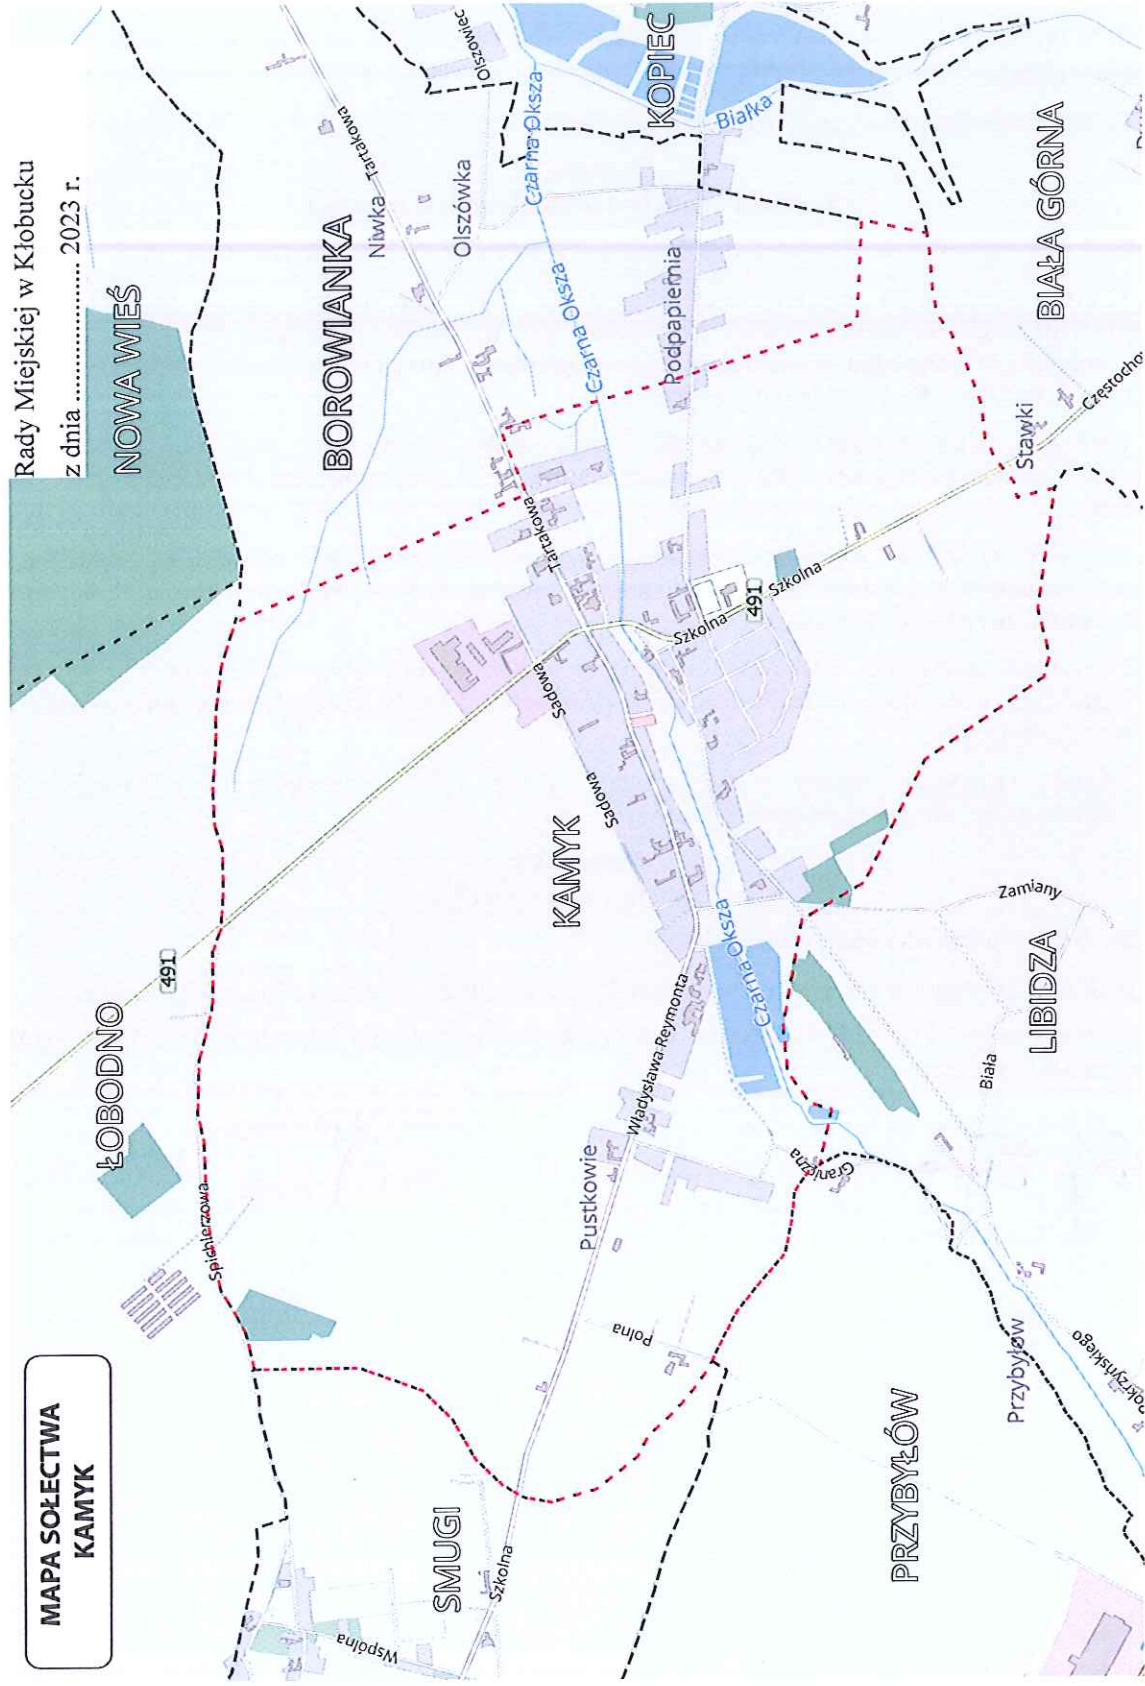 MAPA SOŁECTWA
KAMYK
Rady Miejskiej w Kłobucku
z dnia .................. 2023 r.
ŁOBODNO
NOWA WIEŚ
491
Spichlerzowa
BOROWIANKA
Niwka
Tartakowa
Olszówka
Olszowiec
Czarna Oksza
KOPIEC
Białka
Wspólna
SMUGI
Szkolna
Pustkowie
Władysława Reymonta
Polna
KAMYK
Sadowa
Sadowa
Tartakowa
Czarna Oksza
Podpapiernia
Szkolna
491
Szkolna
Czarna Oksza
Graniczna
BIAŁA GÓRNA
Stawki
Częstocho
Zamiany
LIBIDZA
Biała
PRZYBYŁÓW
Przybyłów
Pokrzyńskiego